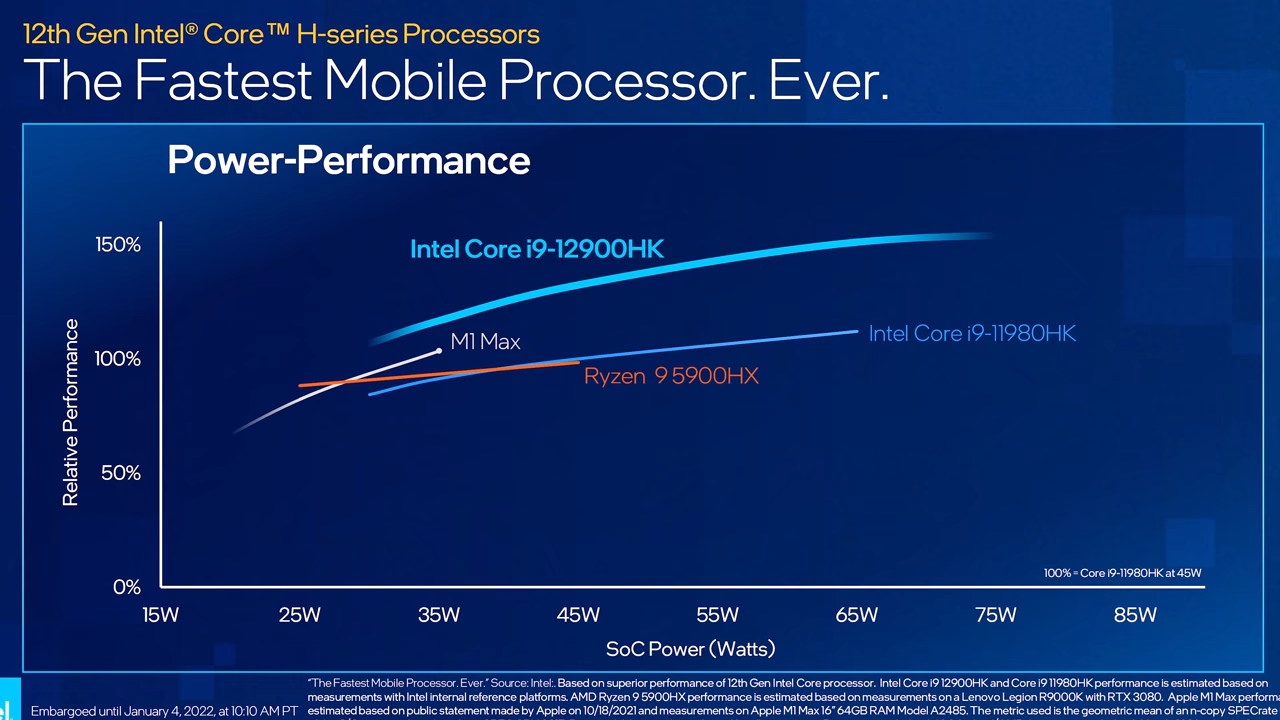 12th Gen Intel® Core™ H-series Processors
The Fastest Mobile Processor. Ever.
Power-Performance
150%
Intel Core i9-12900HK
Intel Core i9-11980HK
M1 Max
100%
Ryzen 9 5900HX
Relative Performance
50%
100% = Core i9-11980HK at 45W
0%
15W 25W 35W 45W 55W 65W 75W 85W
SoC Power (Watts)
"The Fastest Mobile Processor. Ever." Source: Intel:. Based on superior performance of 12th Gen Intel Core processor. Intel Core i9 12900HK and Core i9 11980HK performance is estimated based on
measurements with Intel internal reference platforms. AMD Ryzen 9 5900HX performance is estimated based on measurements on a Lenovo Legion R9000K with RTX 3080. Apple M1 Max perform
Embargoed until January 4, 2022, at 10:10 AM PT
estimated based on public statement made by Apple on 10/18/2021 and measurements on Apple M1 Max 16" 64GB RAM Model A2485. The metric used is the geometric mean of an n-copy SPECrate